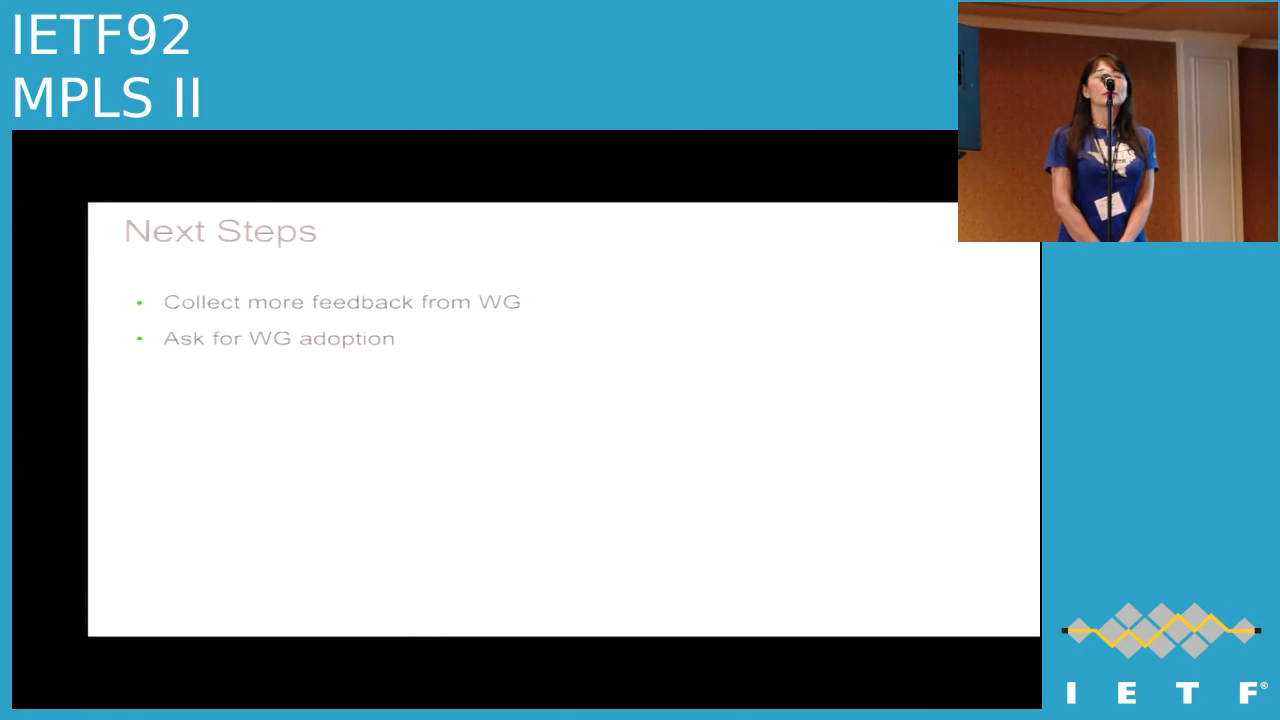 IETF92
MPLS II
Next Steps
• Collect more feedback from WG
• Ask for WG adoption
I E T F®